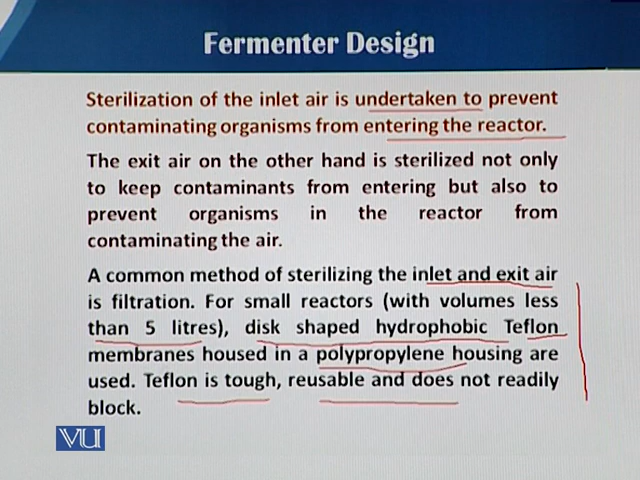 Fermenter Design
Sterilization of the inlet air is undertaken to prevent
contaminating organisms from entering the reactor.
The exit air on the other hand is sterilized not only
to keep contaminants from entering but also to
prevent organisms in the reactor from
contaminating the air.
A common method of sterilizing the inlet and exit air
is filtration. For small reactors (with volumes less
than 5 litres), disk shaped hydrophobic Teflon
membranes housed in a polypropylene housing are
used. Teflon is tough, reusable and does not readily
block.
VU